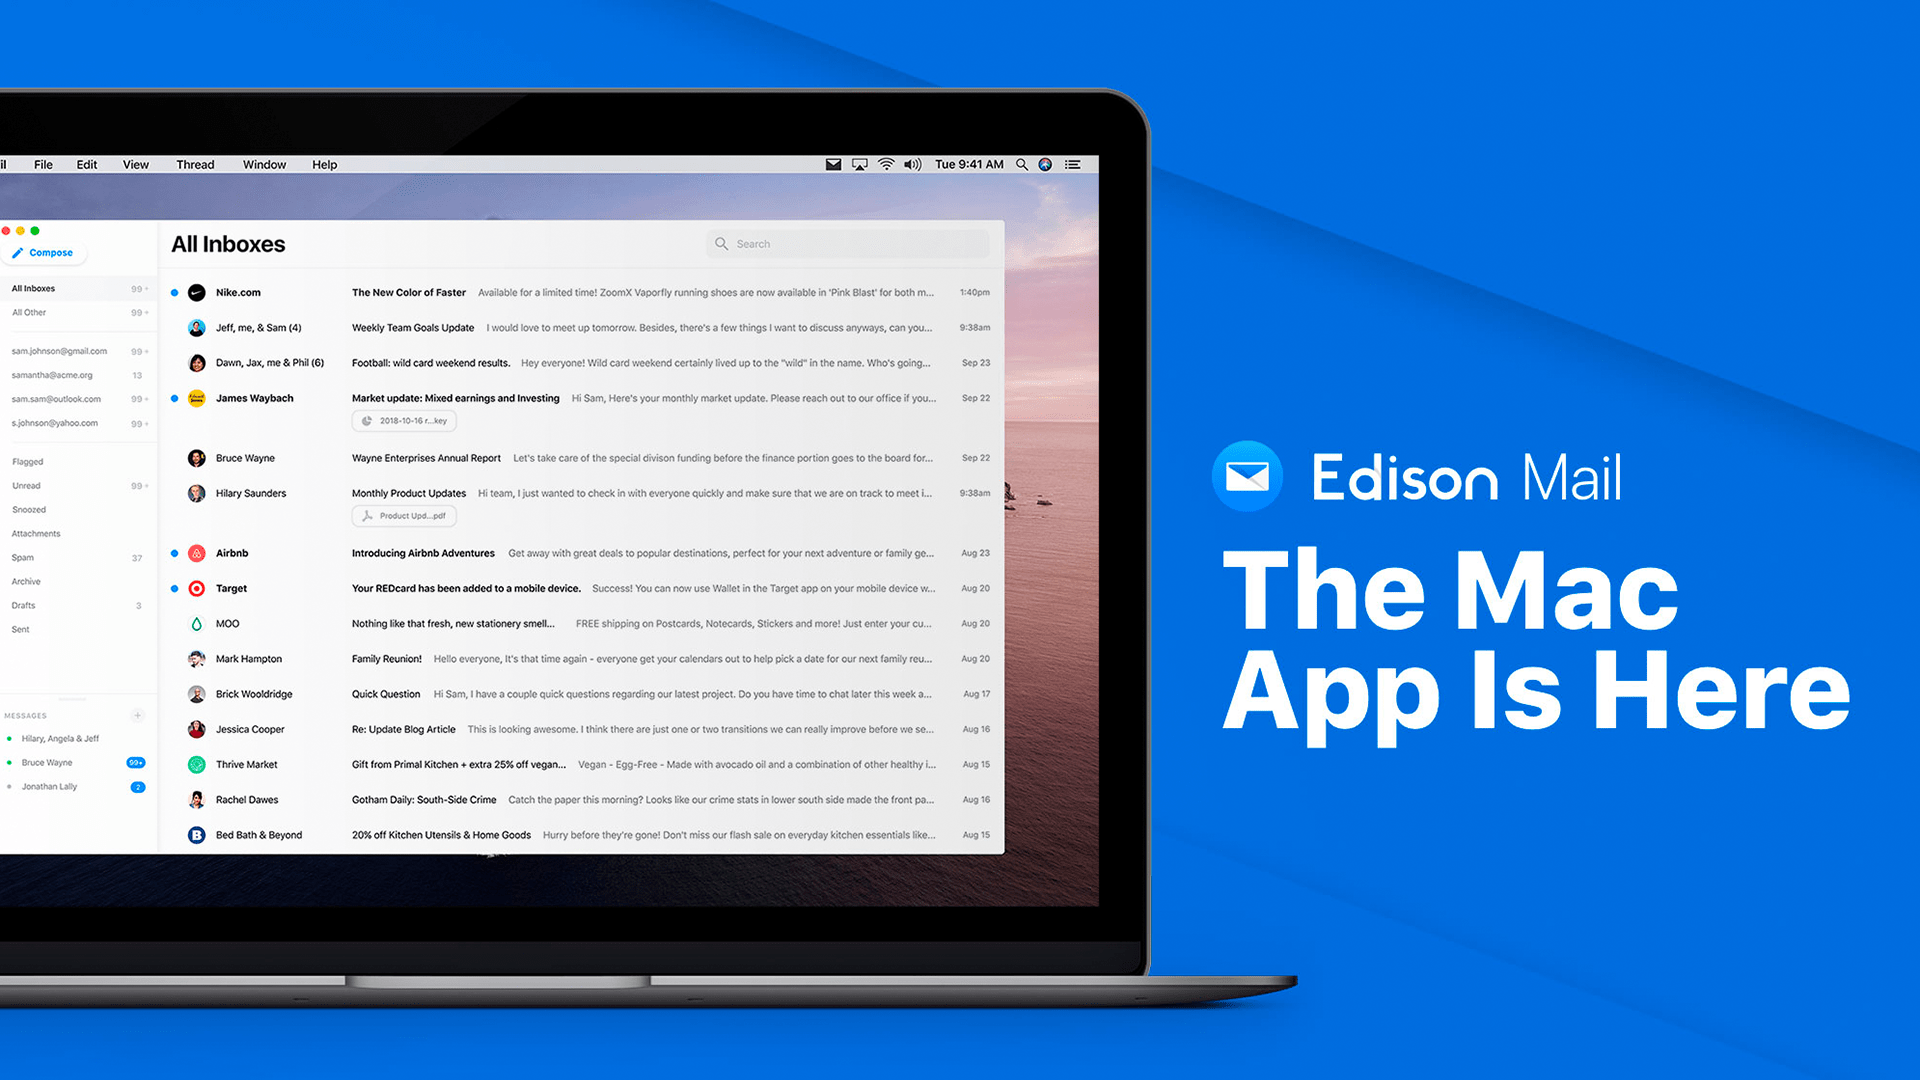 il File Edit View Thread Window Help Tue 9:41 AM
Compose
All Inboxes 99+
All Other 99+
sam.johnson@gmail.com 99+
samantha@acme.org 13
sam.sam@outlook.com 99+
s.johnson@yahoo.com 99+
Flagged
Unread 99+
Snoozed
Attachments
Spam 37
Archive
Drafts 3
Sent
MESSAGES +
Hilary, Angela & Jeff
Bruce Wayne 99+
Jonathan Lally 2
All Inboxes Search
Nike.com The New Color of Faster Available for a limited time! ZoomX Vaporfly running shoes are now available in 'Pink Blast' for both m... 1:40pm
Jeff, me, & Sam (4) Weekly Team Goals Update I would love to meet up tomorrow. Besides, there's a few things I want to discuss anyways, can you... 9:38am
Dawn, Jax, me & Phil (6) Football: wild card weekend results. Hey everyone! Wild card weekend certainly lived up to the "wild" in the name. Who's going... Sep 23
James Waybach Market update: Mixed earnings and Investing Hi Sam, Here's your monthly market update. Please reach out to our office if you... Sep 22
2018-10-16 r...key
Bruce Wayne Wayne Enterprises Annual Report Let's take care of the special divison funding before the finance portion goes to the board for... Sep 22
Hilary Saunders Monthly Product Updates Hi team, I just wanted to check in with everyone quickly and make sure that we are on track to meet i... 9:38am
Product Upd...pdf
Airbnb Introducing Airbnb Adventures Get away with great deals to popular destinations, perfect for your next adventure or family ge... Aug 23
Target Your REDcard has been added to a mobile device. Success! You can now use Wallet in the Target app on your mobile device w... Aug 20
MOO Nothing like that fresh, new stationery smell... FREE shipping on Postcards, Notecards, Stickers and more! Just enter your cu... Aug 20
Mark Hampton Family Reunion! Hello everyone, It's that time again - everyone get your calendars out to help pick a date for our next family reu... Aug 20
Brick Wooldridge Quick Question Hi Sam, I have a couple quick questions regarding our latest project. Do you have time to chat later this week a... Aug 17
Jessica Cooper Re: Update Blog Article This is looking awesome. I think there are just one or two transitions we can really improve before we se... Aug 16
Thrive Market Gift from Primal Kitchen + extra 25% off vegan... Vegan - Egg-Free - Made with avocado oil and a combination of other healthy i... Aug 15
Rachel Dawes Gotham Daily: South-Side Crime Catch the paper this morning? Looks like our crime stats in lower south side made the front pa... Aug 16
B Bed Bath & Beyond 20% off Kitchen Utensils & Home Goods Hurry before they're gone! Don't miss our flash sale on everyday kitchen essentials like... Aug 15
Edison Mail
The Mac
App Is Here